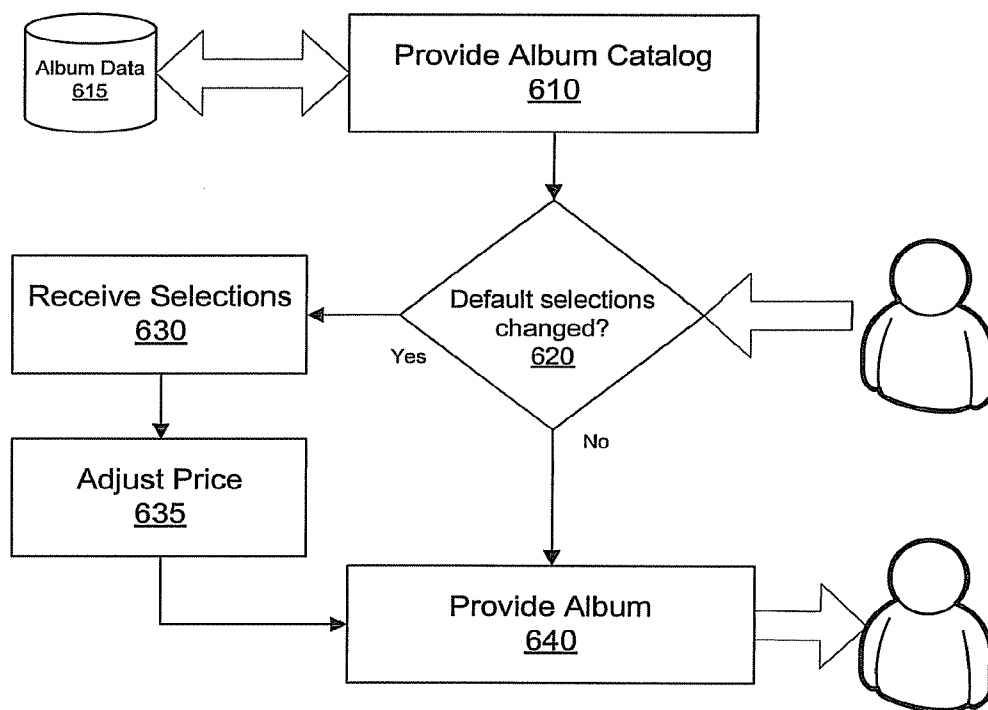 Album Data
615
Provide Album Catalog
610
Default selections
changed?
620
Receive Selections
630
Yes
No
Adjust Price
635
Provide Album
640